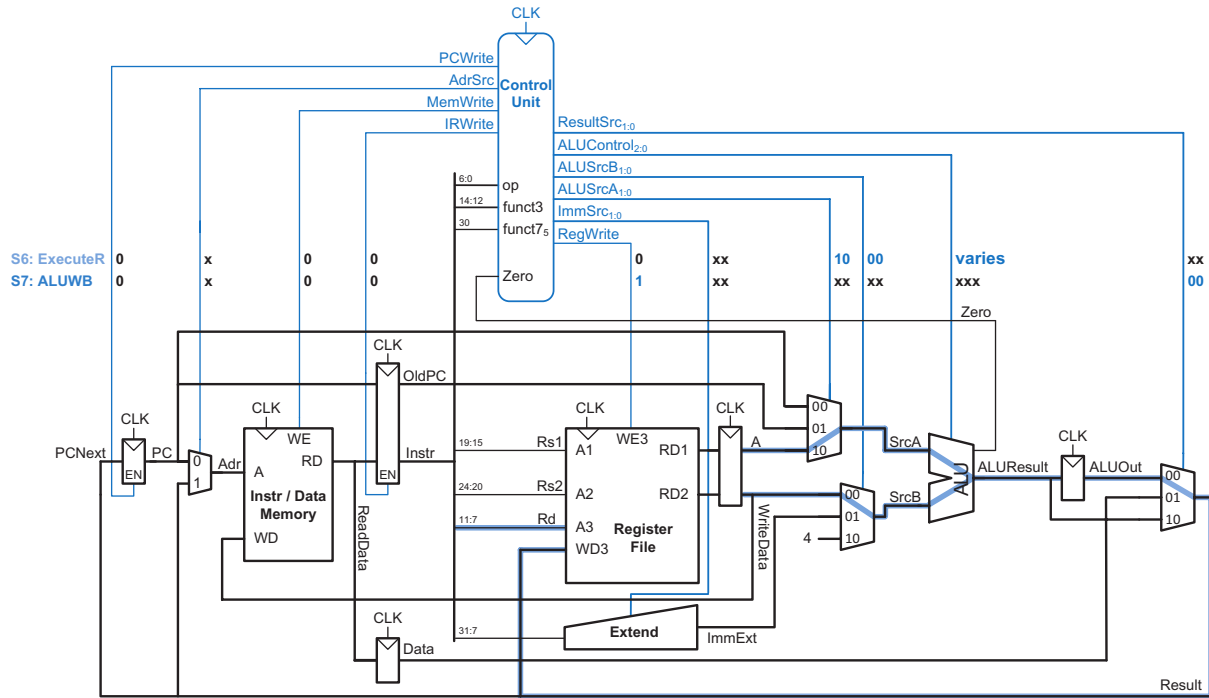 CLK
PCWrite
AdrSrc
MemWrite
IRWrite
Control
Unit
ResultSrc1:0
ALUControl2:0
ALUSrcB1:0
ALUSrcA1:0
ImmSrc1:0
RegWrite
6:0 op
14:12 funct3
30 funct75
Zero
S6: ExecuteR 0 x 0 0 0 xx 10 00 varies xx
S7: ALUWB 0 x 0 0 1 xx xx xx xxx 00
Zero
CLK
OldPC
CLK
CLK
CLK
CLK
CLK
PCNext
EN
PC
0
1
Adr
WE
A
RD
Instr / Data
Memory
WD
ReadData
EN
Instr
19:15 Rs1
24:20 Rs2
11:7 Rd
A1
WE3
RD1
A2
RD2
A3
WD3
Register
File
A
WriteData
00
01
10
SrcA
00
01
10
4
SrcB
ALU
ALUResult
ALUOut
00
01
10
31:7
Extend
ImmExt
CLK
Data
Result